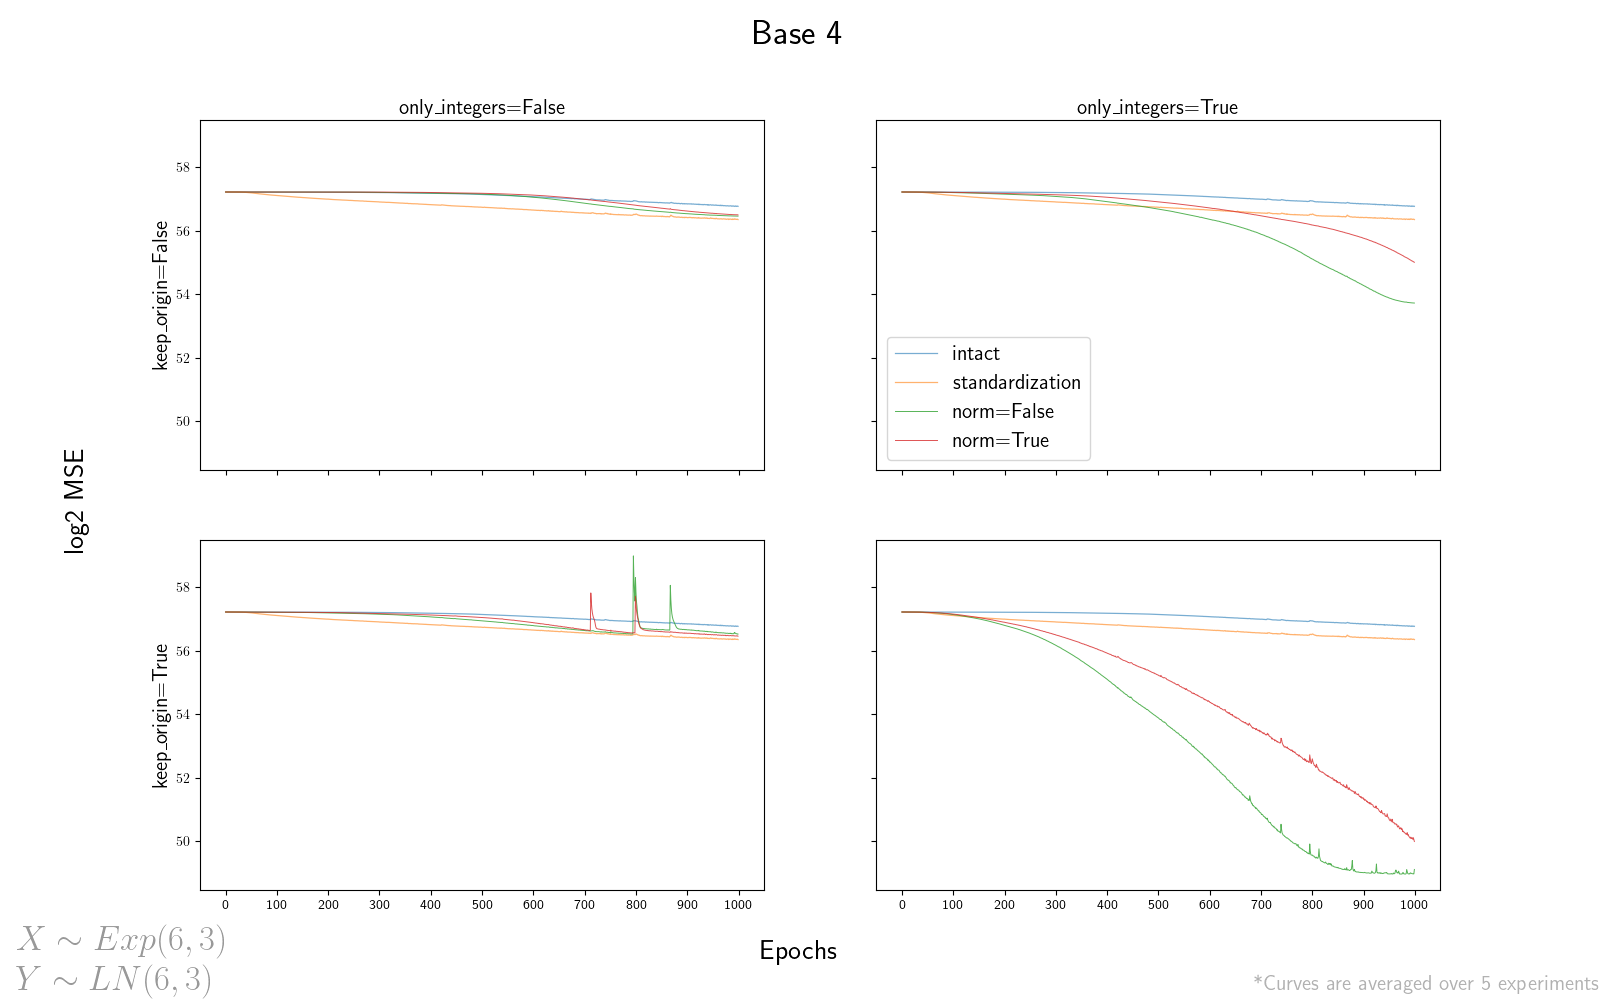 Base 4
only_integers=False
only_integers=True
keep_origin=False
58
56
54
52
50
intact
standardization
norm=False
norm=True
log2 MSE
keep_origin=True
58
56
54
52
50
0 100 200 300 400 500 600 700 800 900 1000
0 100 200 300 400 500 600 700 800 900 1000
X ∼ Exp(6, 3)
Epochs
Y ∼ LN(6, 3)
*Curves are averaged over 5 experiments